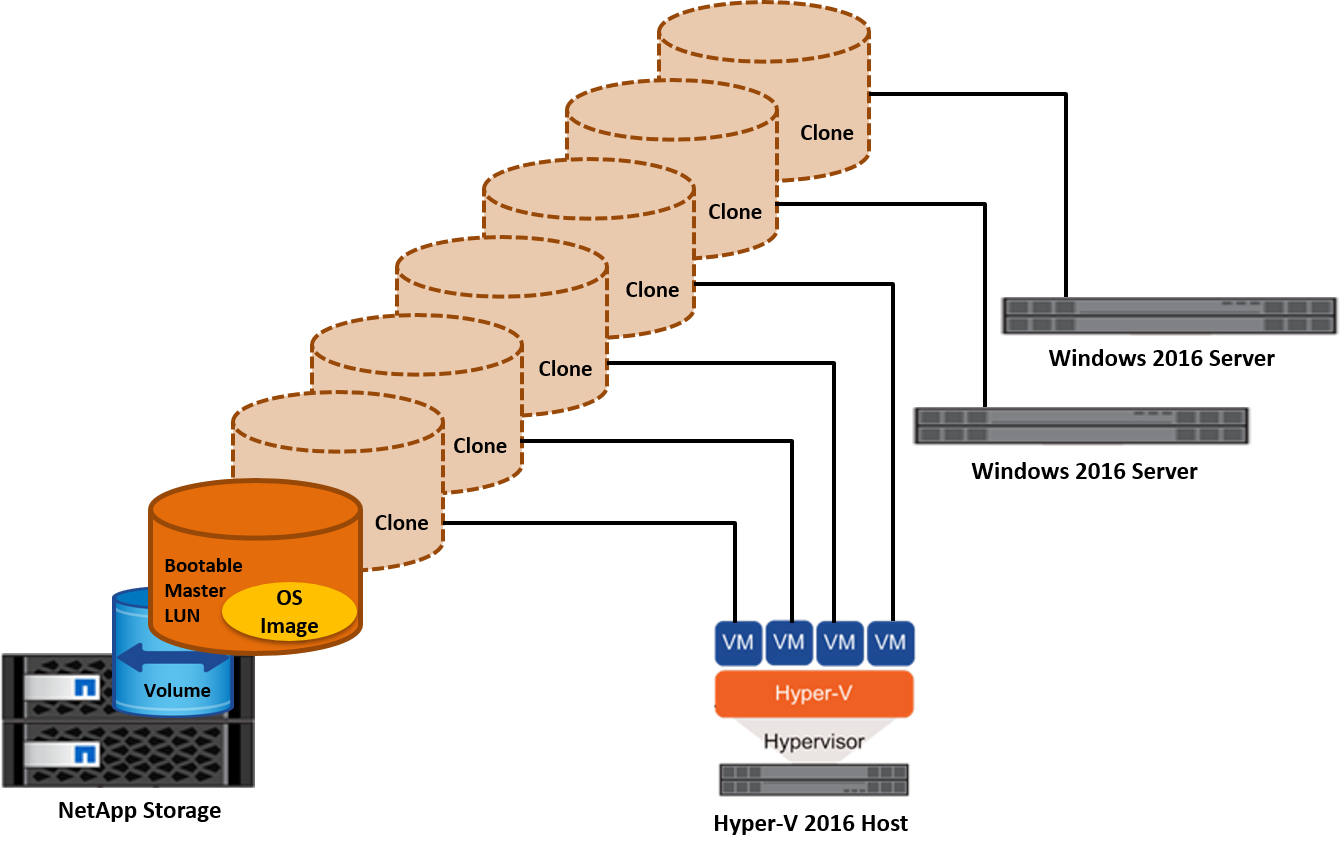 Clone
Clone
Clone
Windows 2016 Server
Clone
Clone
Windows 2016 Server
Clone
Bootable
Master
LUN
OS
Image
VM VM VM VM
Volume
Hyper-V
Hypervisor
NetApp Storage
Hyper-V 2016 Host